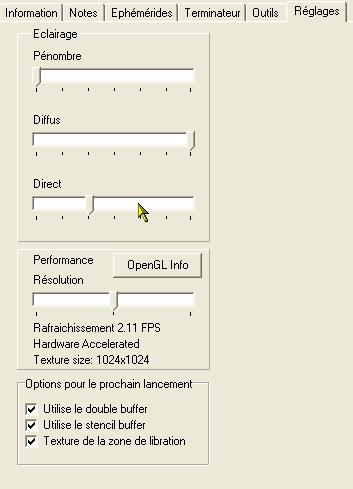 Information Notes Ephémérides Terminateur Outils Réglages
Eclairage
Pénombre
Diffus
Direct
Performance OpenGL Info
Résolution
Rafraichissement 2.11 FPS
Hardware Accelerated
Texture size: 1024x1024
Options pour le prochain lancement
Utilise le double buffer
Utilise le stencil buffer
Texture de la zone de libration